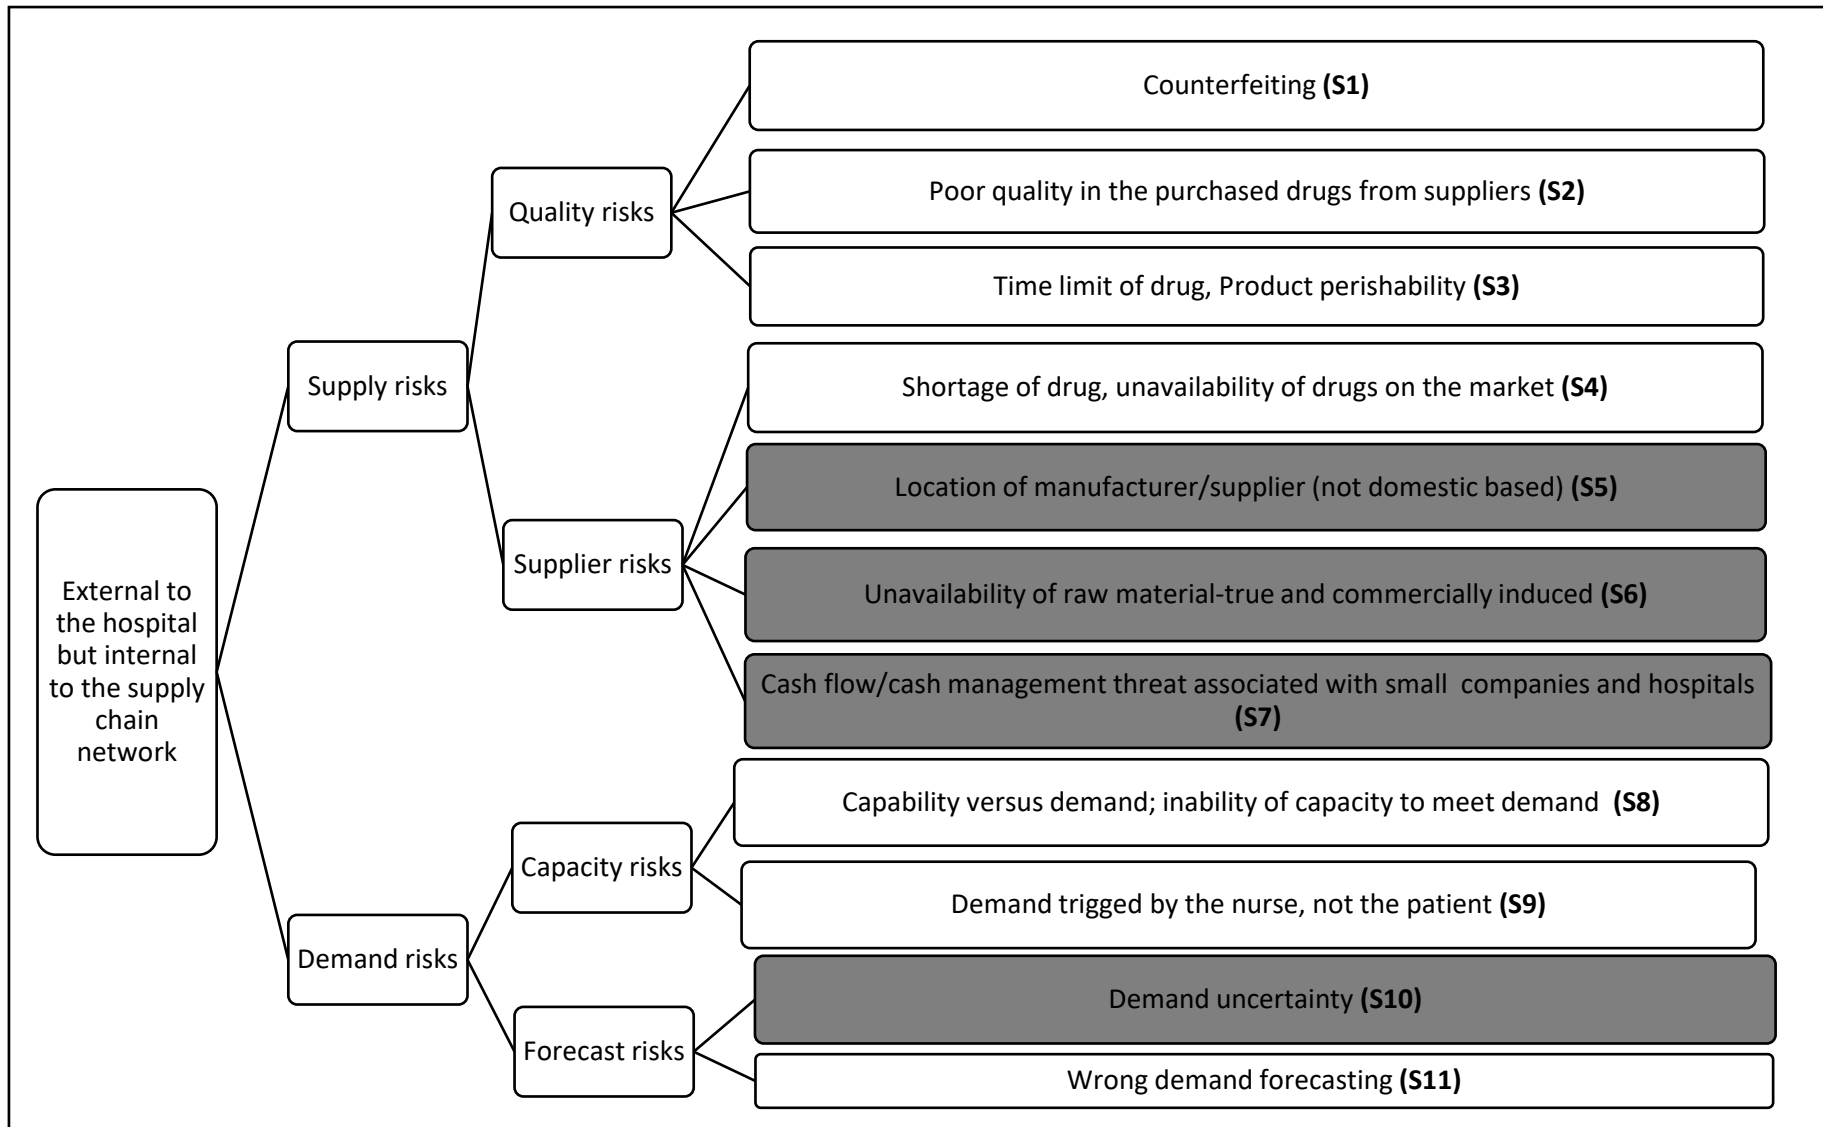 Counterfeiting (S1)
Poor quality in the purchased drugs from suppliers (S2)
Quality risks
Time limit of drug, Product perishability (S3)
Supply risks
Shortage of drug, unavailability of drugs on the market (S4)
Location of manufacturer/supplier (not domestic based) (S5)
Supplier risks
Unavailability of raw material-true and commercially induced (S6)
Cash flow/cash management threat associated with small  companies and hospitals
(S7)
External to
the hospital
but internal
to the supply
chain
network
Capability versus demand; inability of capacity to meet demand  (S8)
Capacity risks
Demand trigged by the nurse, not the patient (S9)
Demand risks
Demand uncertainty (S10)
Forecast risks
Wrong demand forecasting (S11)